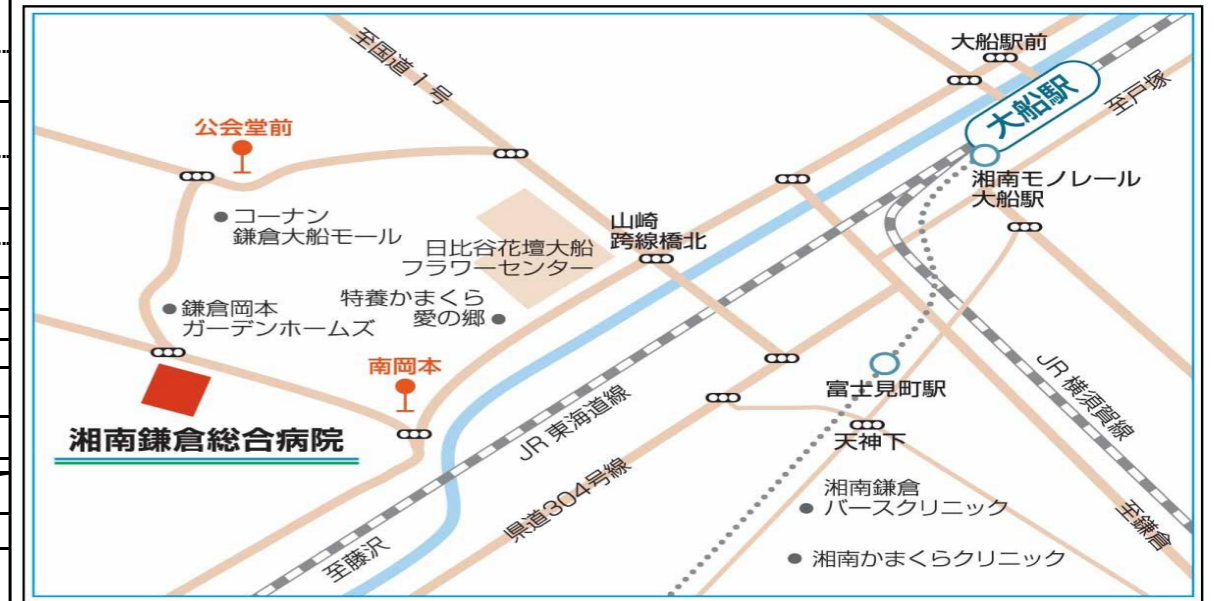 大船駅前
至国道1号
大船駅
至戸塚
公会堂前
湘南モノレール
大船駅
コーナン
鎌倉大船モール
山崎
跨線橋北
日比谷花壇大船
フラワーセンター
特養かまくら
愛の郷
鎌倉岡本
ガーデンホームズ
南岡本
富士見町駅
JR横須賀線
JR東海道線
湘南鎌倉総合病院
天神下
県道304号線
湘南鎌倉
バースクリニック
至鎌倉
至藤沢
湘南かまくらクリニック